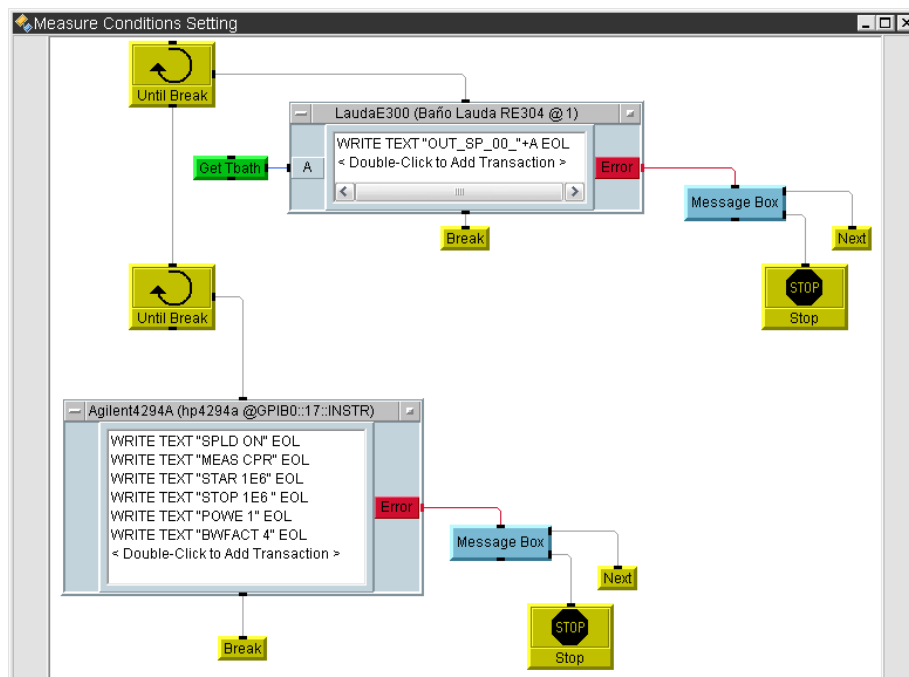 Measure Conditions Setting
Until Break
LaudaE300 (Baño Lauda RE304 @1)
WRITE TEXT "OUT_SP_00_"+A EOL
< Double-Click to Add Transaction >
Get Tbath
A
Error
Message Box
Break
Next
STOP
Stop
Until Break
Agilent4294A (hp4294a @GPIB0::17::INSTR)
WRITE TEXT "SPLD ON" EOL
WRITE TEXT "MEAS CPR" EOL
WRITE TEXT "STAR 1E6" EOL
WRITE TEXT "STOP 1E6 " EOL
WRITE TEXT "POWE 1" EOL
WRITE TEXT "BWFACT 4" EOL
< Double-Click to Add Transaction >
Error
Message Box
Next
STOP
Stop
Break